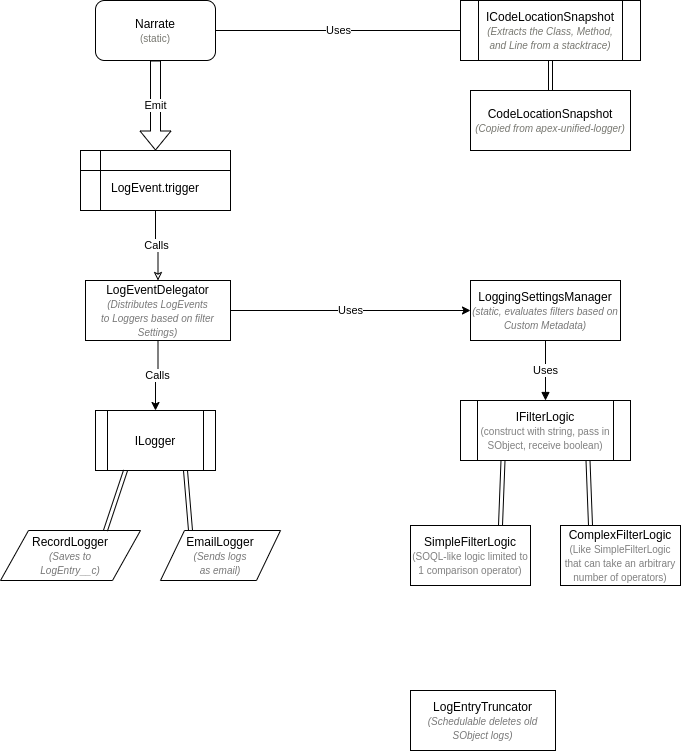 Narrate
(static)
Uses
ICodeLocationSnapshot
(Extracts the Class, Method,
and Line from a stacktrace)
Emit
CodeLocationSnapshot
(Copied from apex-unified-logger)
LogEvent.trigger
Calls
LogEventDelegator
(Distributes LogEvents
to Loggers based on filter
Settings)
Uses
LoggingSettingsManager
(static, evaluates filters based on
Custom Metadata)
Calls
Uses
ILogger
IFilterLogic
(construct with string, pass in
SObject, receive boolean)
RecordLogger
(Saves to
LogEntry__c)
EmailLogger
(Sends logs
as email)
SimpleFilterLogic
(SOQL-like logic limited to
1 comparison operator)
ComplexFilterLogic
(Like SimpleFilterLogic
that can take an arbitrary
number of operators)
LogEntryTruncator
(Schedulable deletes old
SObject logs)